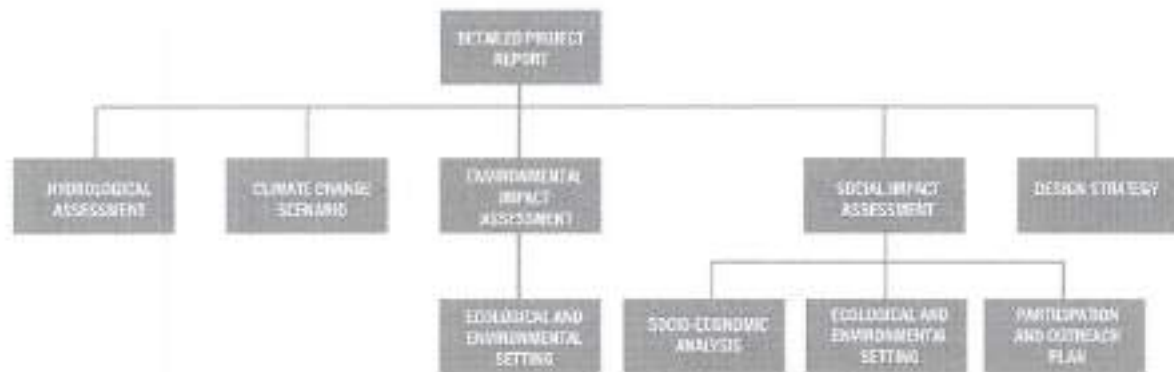 DETAILED PROJECT
REPORT
HYDROLOGICAL
ASSESSMENT
CLIMATE CHANGE
SCENARIO
ENVIRONMENTAL
IMPACT
ASSESSMENT
SOCIAL IMPACT
ASSESSMENT
DESIGN STRATEGY
ECOLOGICAL AND
ENVIRONMENTAL
SETTING
SOCIO-ECONOMIC
ANALYSIS
ECOLOGICAL AND
ENVIRONMENTAL
SETTING
PARTICIPATION
AND OUTREACH
PLAN